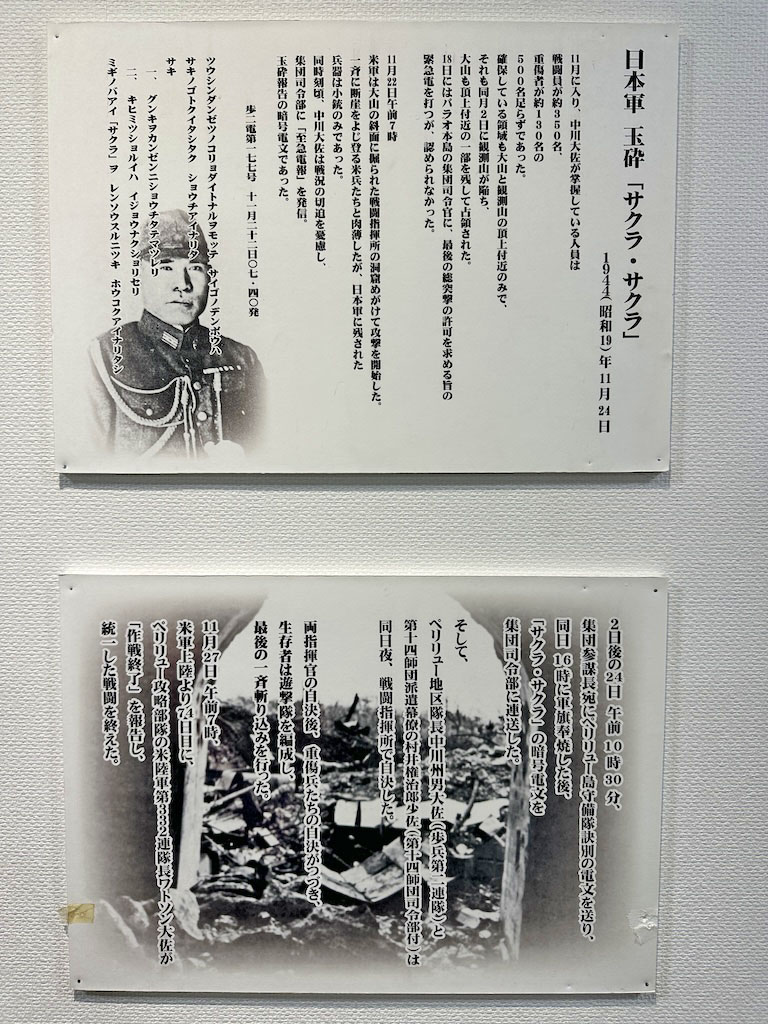 日本軍 玉砕「サクラ・サクラ」
1944(昭和19)年11月24日
11月に入り、中川大佐が掌握している人員は
戦闘員が約350名、
重傷者が約130名の
500名足らずであった。
確保している領域も大山と観測山の頂上付近のみで、
それも同月2日に観測山が陥ち、
大山も頂上付近の一部を残して占領された。
18日にはパラオ本島の集団司令官に、最後の総突撃の許可を求める旨の
緊急電を打つが、認められなかった。
11月22日午前7時
米軍は大山の斜面に掘られた戦闘指揮所の洞窟めがけて攻撃を開始した。
一斉に断崖をよじ登る米兵たちと肉薄したが、日本軍に残された
兵器は小銃のみであった。
同時刻頃、中川大佐は戦況の切迫を憂慮し、
集団司令部に「至急電報」を発信。
玉砕報告の暗号電文であった。
歩二電第一七七号 十一月二十二日〇七・四〇発
ツウシンダンゼツノコリョダイトナルヲモッテ サイゴノデンポウハ
サキノゴトクイタシタク ショウチアイナリタ
サキ
一、グンキヲカンゼンニショウチタテマツレリ
二、キヒミツショルイハ イジョウナクショリセリ
ミギノバアイ「サクラ」ヲ レンソウスルニツキ ホウコクアイナリタシ
2日後の24日 午前10時30分、
集団参謀長宛にペリリュー島守備隊訣別の電文を送り、
同日16時に軍旗奉焼した後、
「サクラ・サクラ」の暗号電文を
集団司令部に連送した。
そして、
ペリリュー地区隊長中川州男大佐(歩兵第二連隊)と
第十四師団派遣幕僚の村井権治郎少佐(第十四師団司令部付)は
同日夜、戦闘指揮所で自決した。
両指揮官の自決後、重傷兵たちの自決がつづき、
生存者は遊撃隊を編成し、
最後の一斉斬り込みを行った。
11月27日午前7時、
米軍上陸より74日目に、
ペリリュー攻略部隊の米陸軍第332連隊長ワトソン大佐が
「作戦終了」を報告し、
統一した戦闘を終えた。